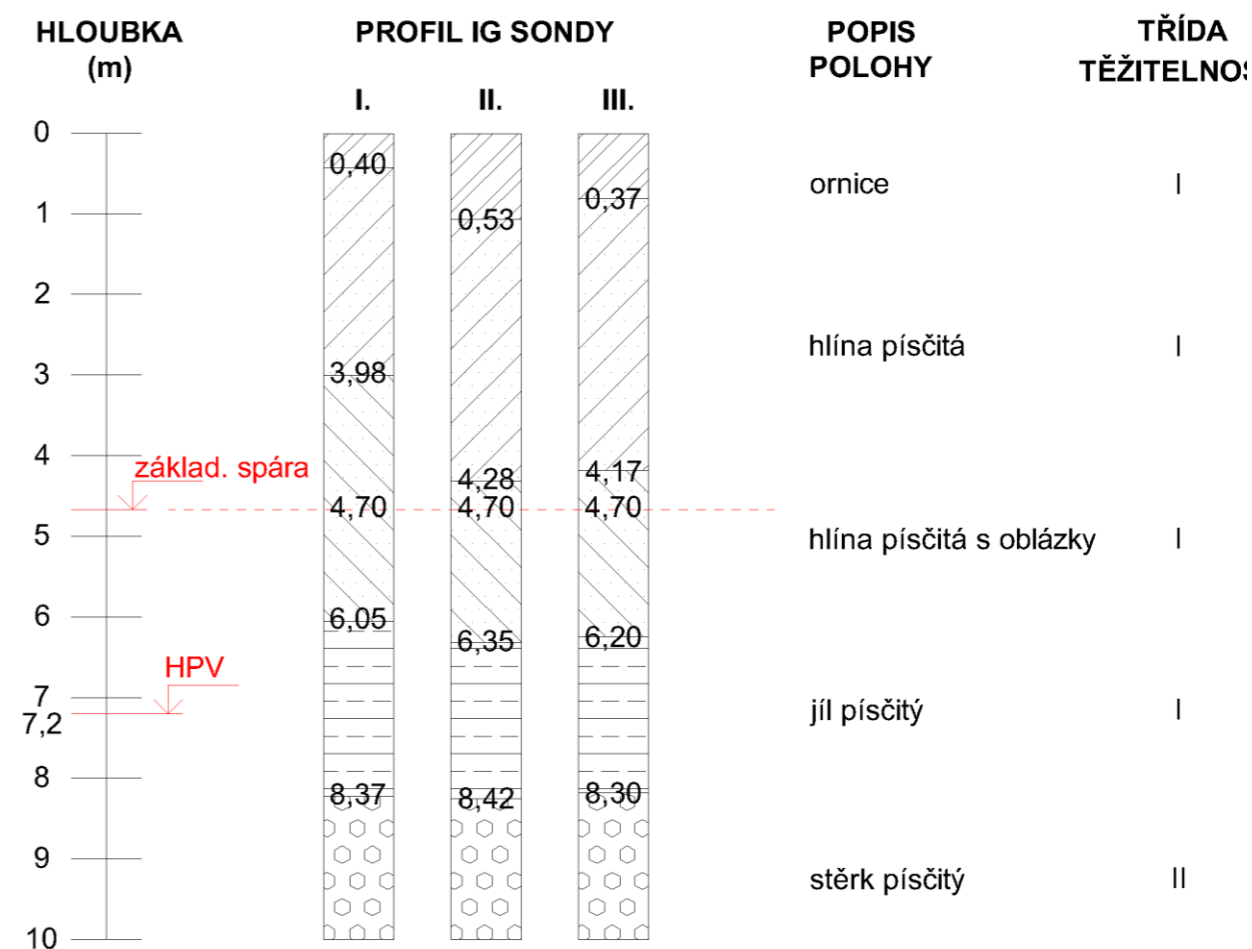 HLOUBKA
(m)
PROFIL IG SONDY
POPIS
POLOHY
TŘÍDA
TĚŽITELNOS
I. II. III.
0
0,40
0,53
0,37
ornice I
1
2
hlína písčitá I
3
3,98
4
základ. spára
4,28
4,17
4,70 4,70 4,70
5
hlína písčitá s oblázky I
6
6,05
6,35
6,20
HPV
7
7,2
jíl písčitý I
8
8,37
8,42
8,30
9
stěrk písčitý II
10